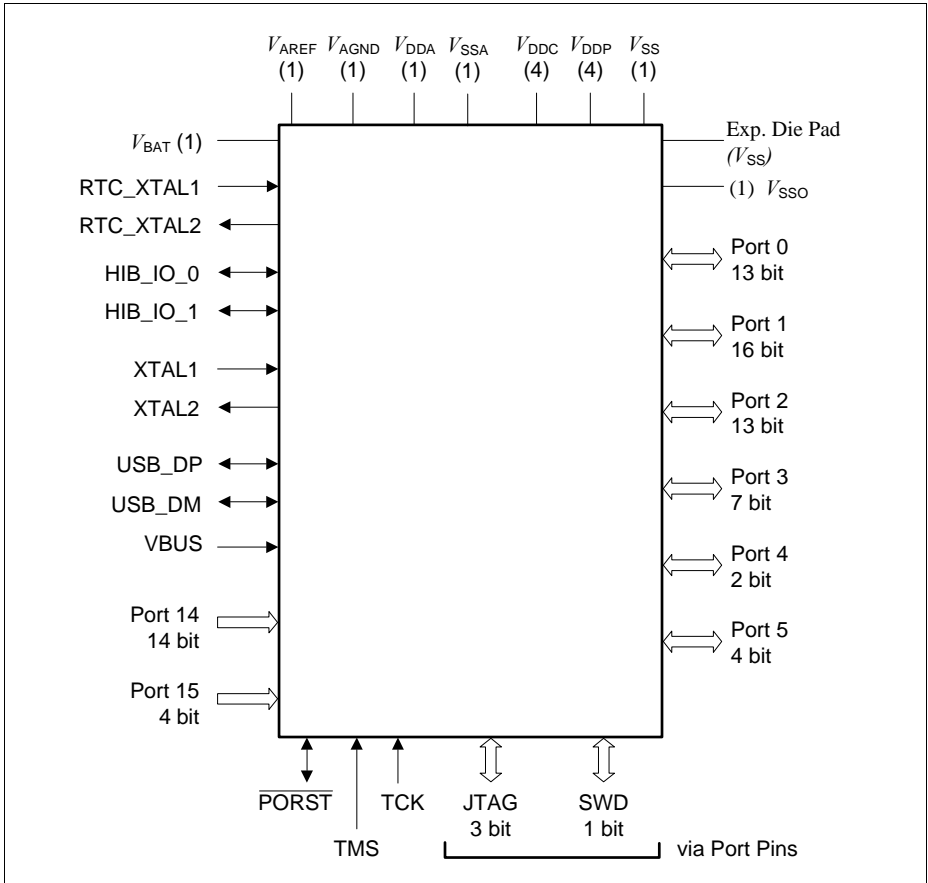 VAREF VAGND VDDA VSSA VDDC VDDP VSS
(1) (1) (1) (1) (4) (4) (1)
VBAT (1)
RTC_XTAL1
RTC_XTAL2
HIB_IO_0
HIB_IO_1
XTAL1
XTAL2
USB_DP
USB_DM
VBUS
Port 14
14 bit
Port 15
4 bit
Exp. Die Pad
(VSS)
(1) VSSO
Port 0
13 bit
Port 1
16 bit
Port 2
13 bit
Port 3
7 bit
Port 4
2 bit
Port 5
4 bit
PORST
TMS
TCK
JTAG
3 bit
SWD
1 bit
via Port Pins